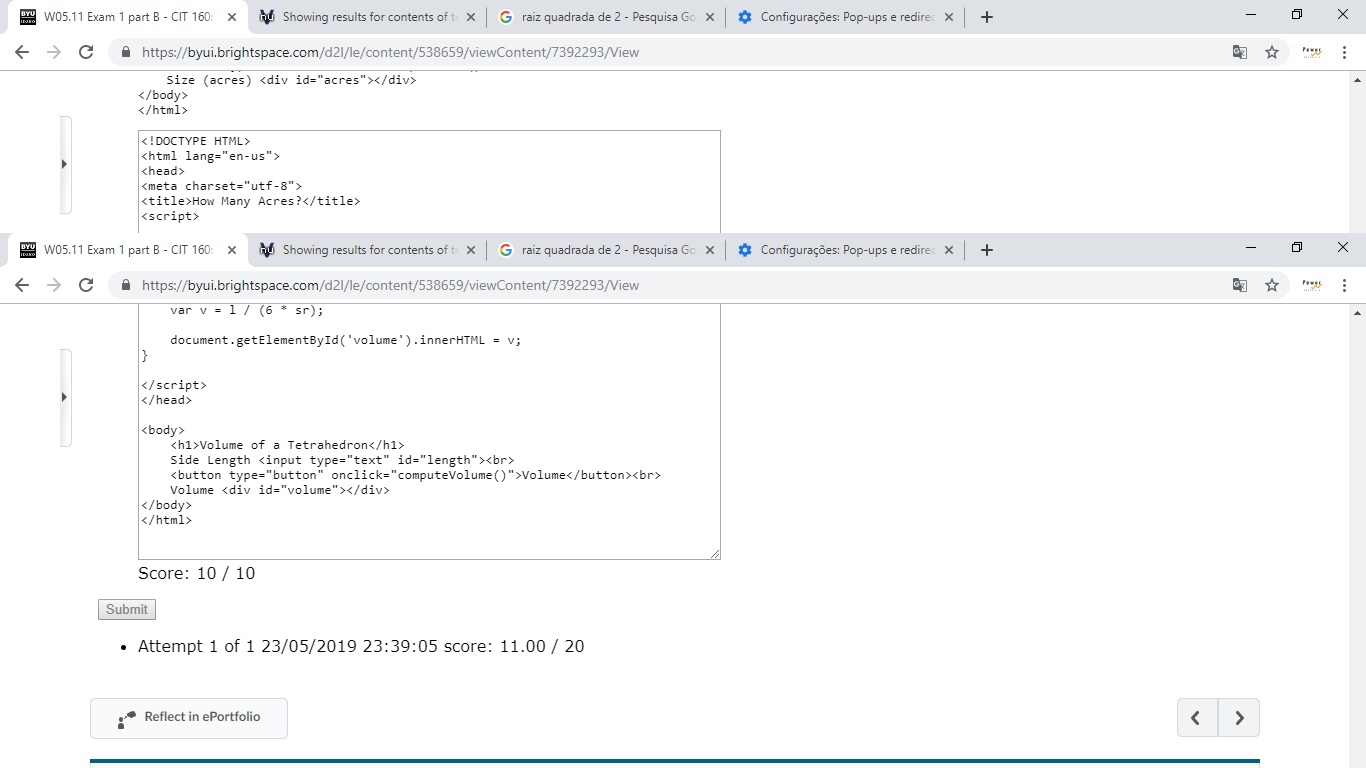 W05.11 Exam 1 part B - CIT 160:
Showing results for contents of t
raiz quadrada de 2 - Pesquisa Go
Configurações: Pop-ups e redirec
https://byui.brightspace.com/d2l/le/content/538659/viewContent/7392293/View
Size (acres) <div id="acres"></div>
</body>
</html>
<!DOCTYPE HTML>
<html lang="en-us">
<head>
<meta charset="utf-8">
<title>How Many Acres?</title>
<script>
W05.11 Exam 1 part B - CIT 160:
Showing results for contents of t
raiz quadrada de 2 - Pesquisa Go
Configurações: Pop-ups e redirec
https://byui.brightspace.com/d2l/le/content/538659/viewContent/7392293/View
var v = l / (6 * sr);
document.getElementById('volume').innerHTML = v;
}
</script>
</head>
<body>
<h1>Volume of a Tetrahedron</h1>
Side Length <input type="text" id="length"><br>
<button type="button" onclick="computeVolume()">Volume</button><br>
Volume <div id="volume"></div>
</body>
</html>
Score: 10 / 10
Submit
• Attempt 1 of 1 23/05/2019 23:39:05 score: 11.00 / 20
Reflect in ePortfolio